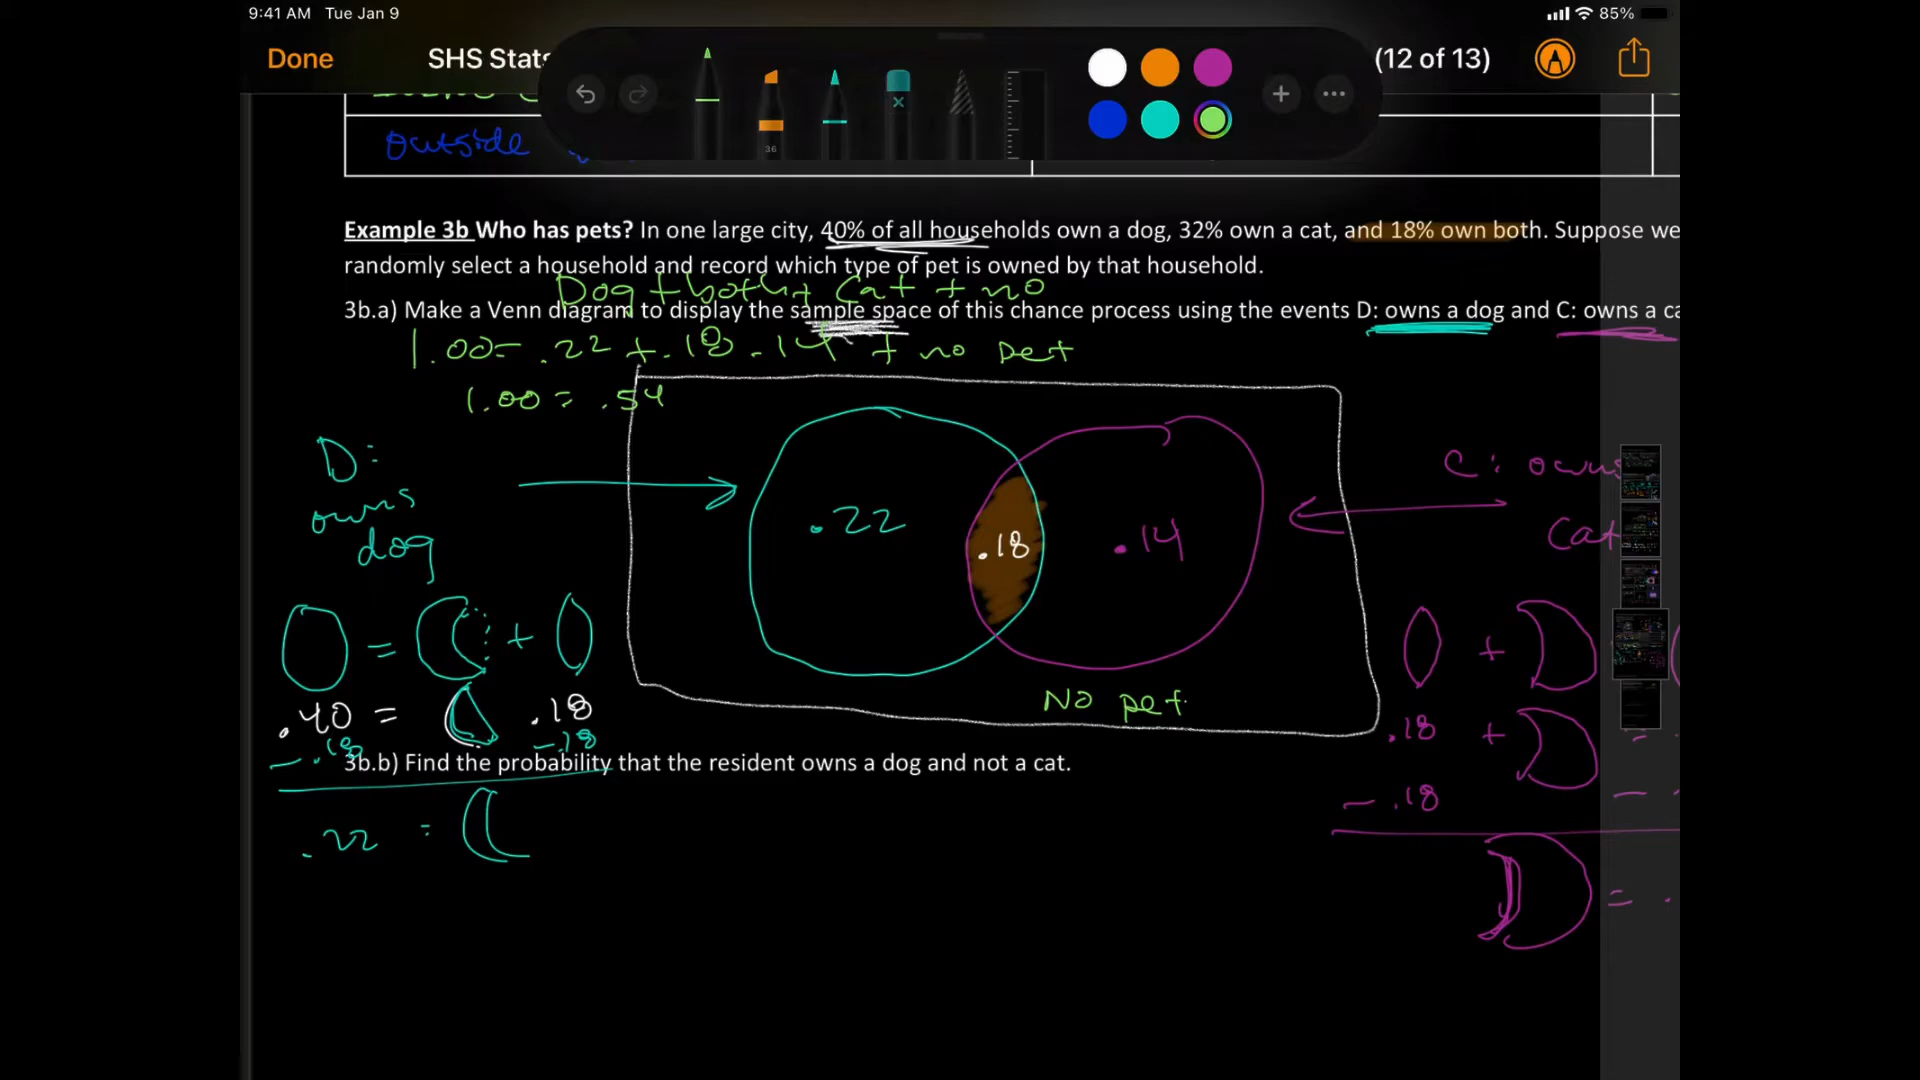 9:41 AM Tue Jan 9
85%
Done
SHS Stats
(12 of 13)
36
outside
Example 3b Who has pets? In one large city, 40% of all households own a dog, 32% own a cat, and 18% own both. Suppose we
randomly select a household and record which type of pet is owned by that household.
Dog + both + Cat + no
3b.a) Make a Venn diagram to display the sample space of this chance process using the events D: owns a dog and C: owns a ca
1.00= .22 + .18 - .14 + no pet
1.00 = .54
D:
owns
dog
C: owns
cat
.22
.18
.14
= +
+
.40 = .18
-.18 -.18
No pet
.18 + =
3b.b) Find the probability that the resident owns a dog and not a cat.
- .18 -
.22 =
= .